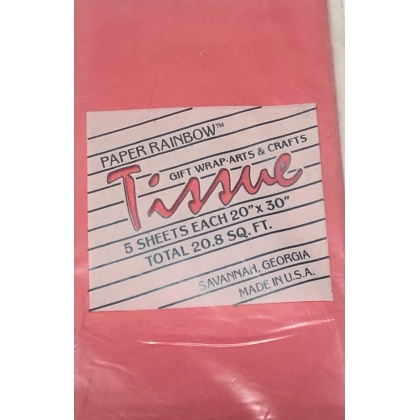 PAPER RAINBOW™
GIFT WRAP·ARTS & CRAFTS
Tissue
5 SHEETS EACH 20" x 30"
TOTAL 20.8 SQ. FT.
SAVANNAH, GEORGIA
MADE IN U.S.A.